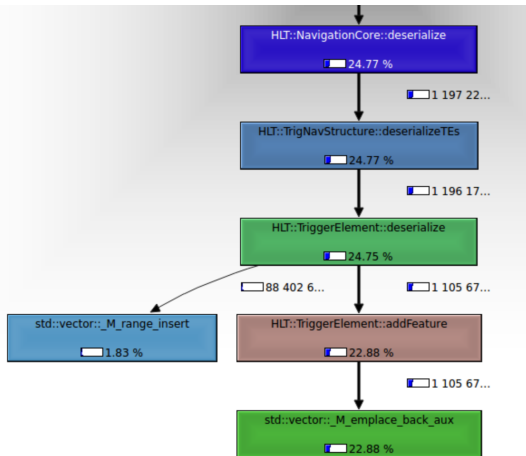 HLT::NavigationCore::deserialize
24.77 %
1 197 22...
HLT::TrigNavStructure::deserializeTEs
24.77 %
1 196 17...
HLT::TriggerElement::deserialize
24.75 %
88 402 6...
1 105 67...
std::vector::_M_range_insert
1.83 %
HLT::TriggerElement::addFeature
22.88 %
1 105 67...
std::vector::_M_emplace_back_aux
22.88 %